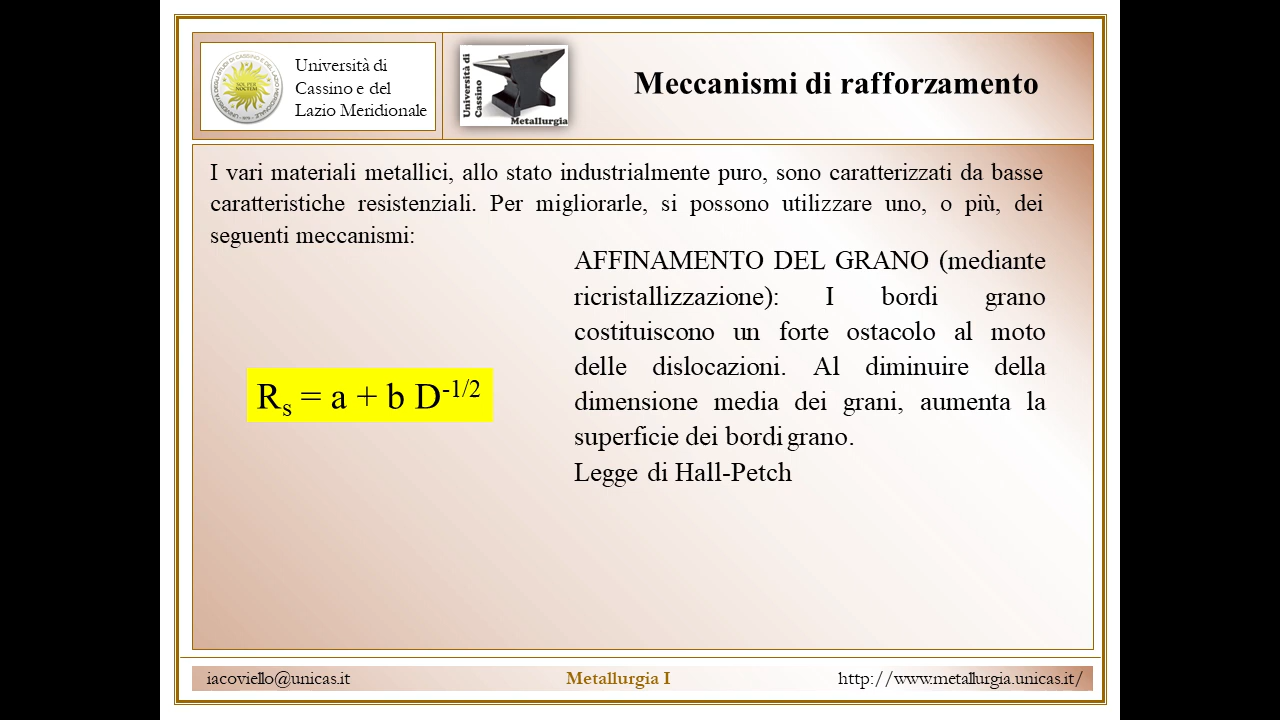 Università di
Cassino e del
Lazio Meridionale
SOL PER
NOCTEM
Università di
Cassino
Metallurgia
Meccanismi di rafforzamento
I vari materiali metallici, allo stato industrialmente puro, sono caratterizzati da basse
caratteristiche resistenziali. Per migliorarle, si possono utilizzare uno, o più, dei
seguenti meccanismi:
AFFINAMENTO DEL GRANO (mediante
ricristallizzazione): I bordi grano
costituiscono un forte ostacolo al moto
delle dislocazioni. Al diminuire della
dimensione media dei grani, aumenta la
superficie dei bordi grano.
Legge di Hall-Petch
Rₛ = a + b D⁻¹/²
iacoviello@unicas.it
Metallurgia I
http://www.metallurgia.unicas.it/